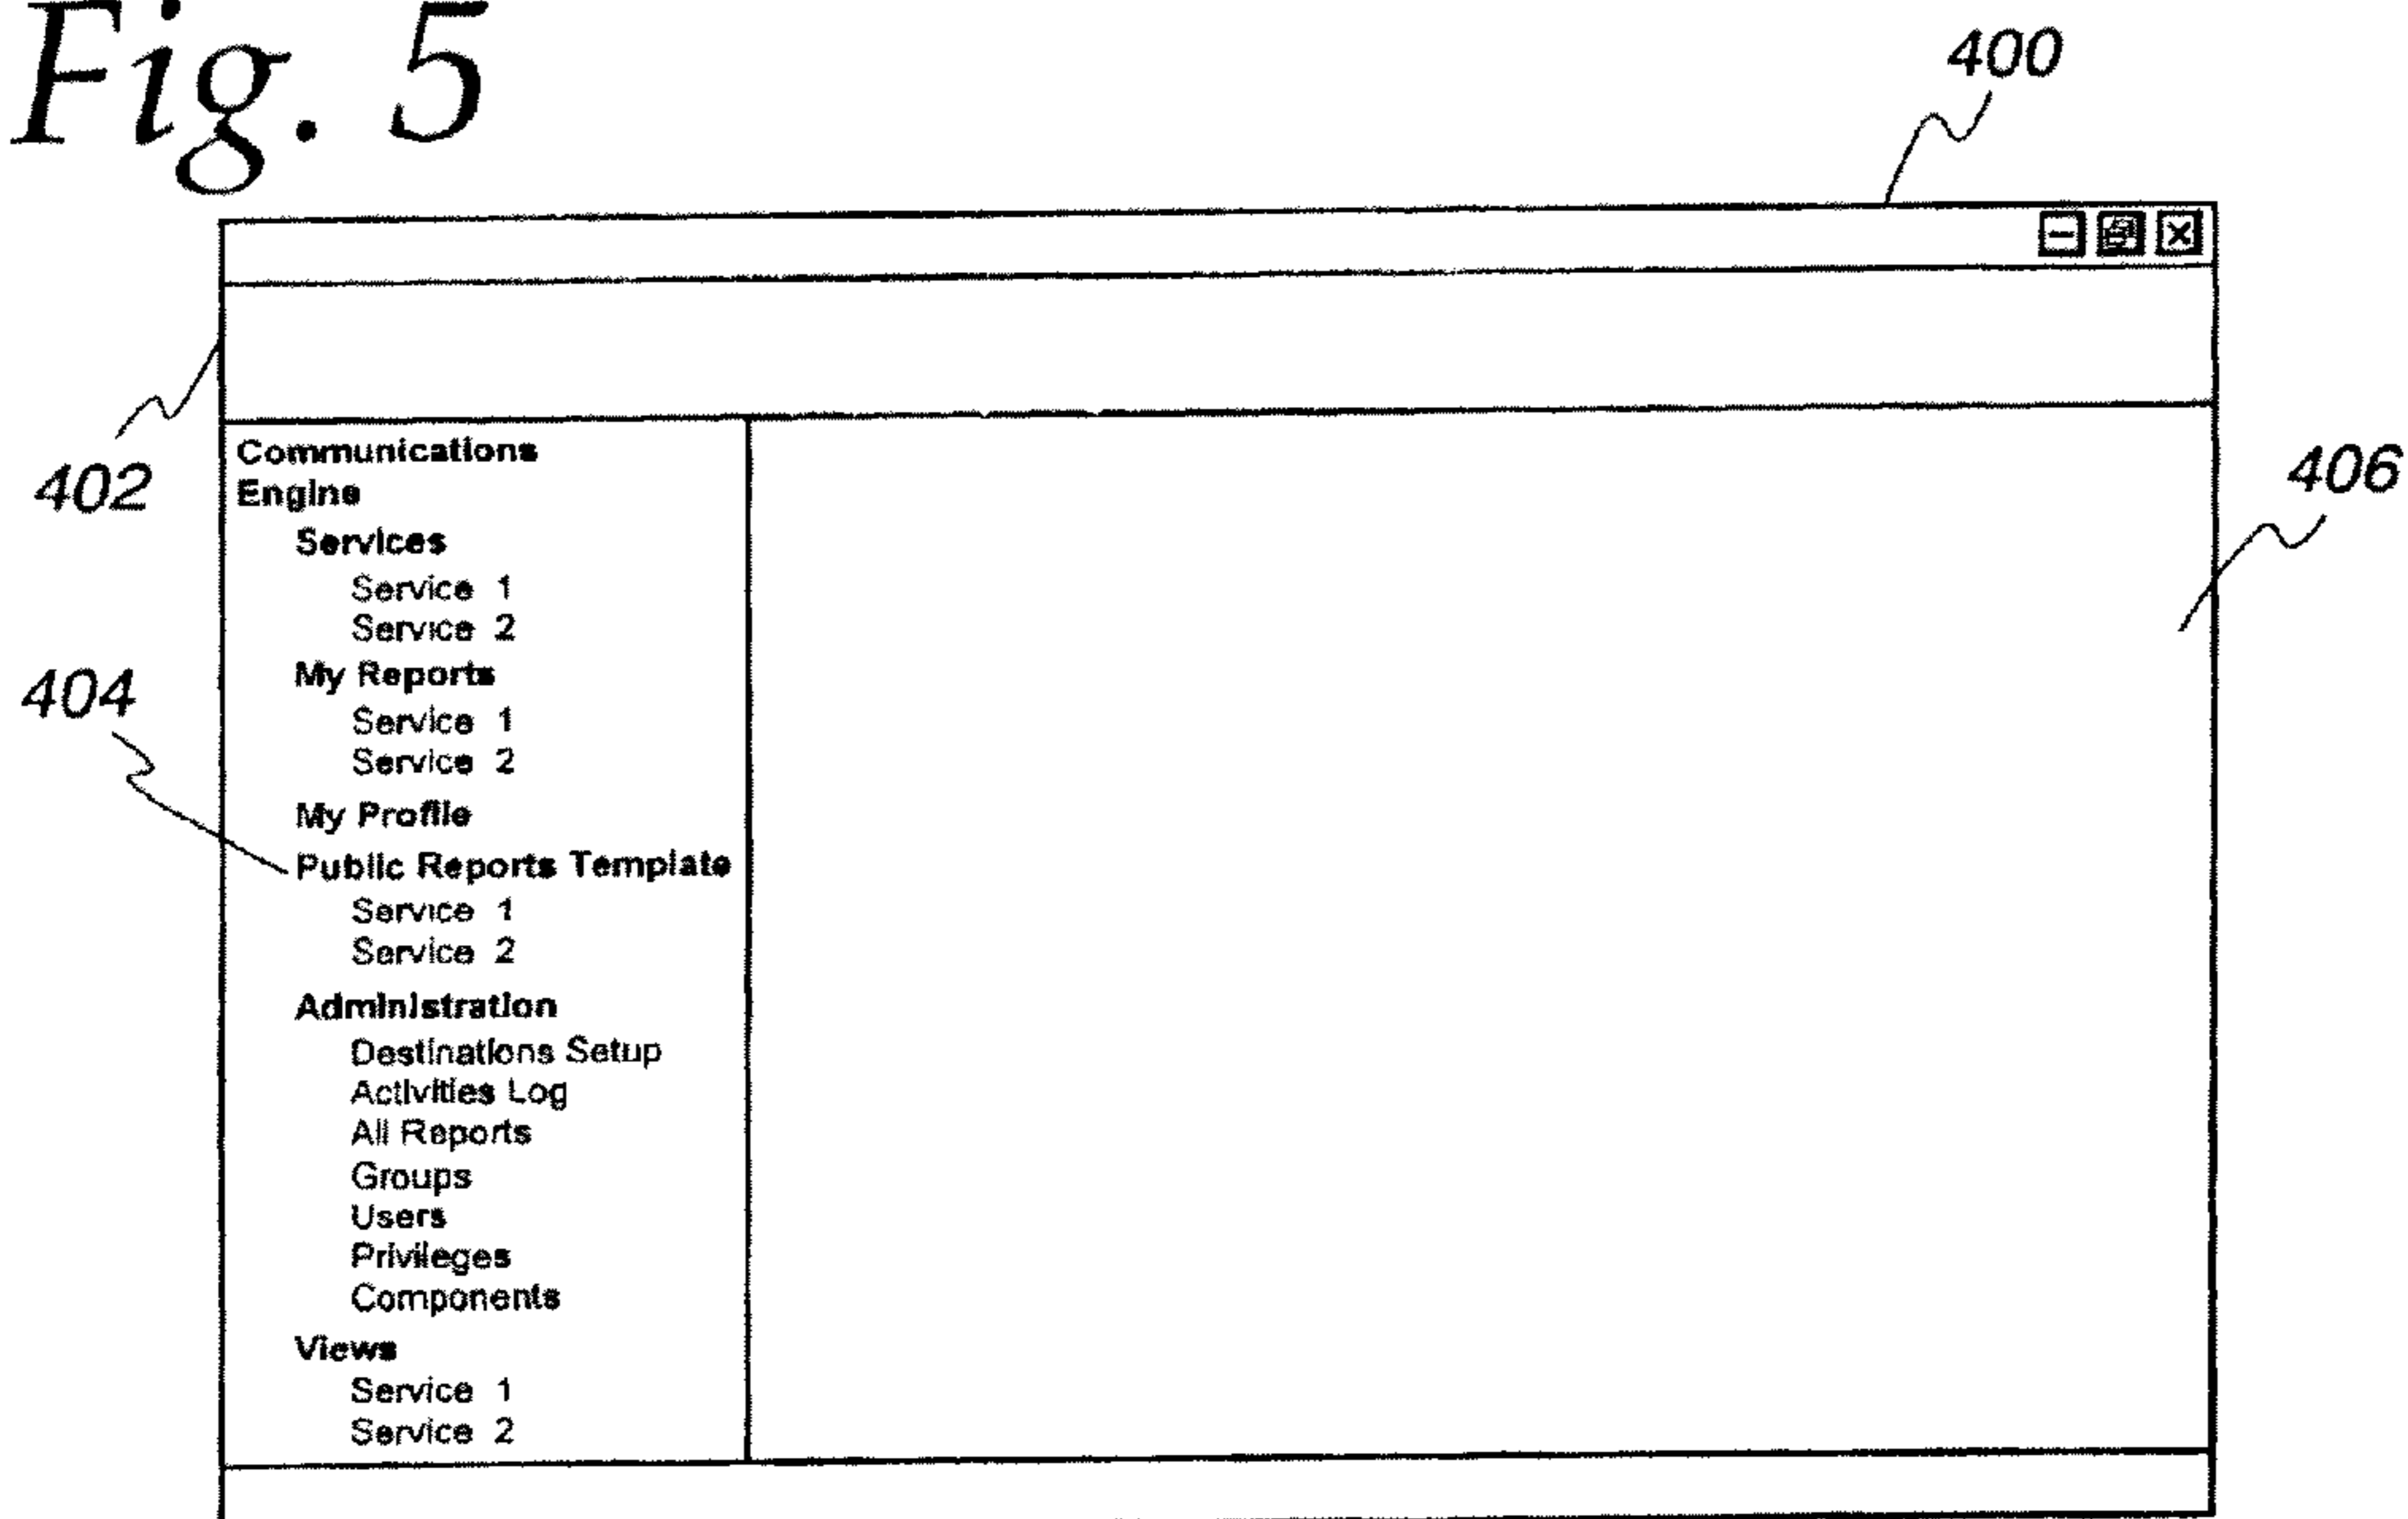 Fig. 5
400
402
Communications
Engine
Services
Service 1
Service 2
My Reports
Service 1
Service 2
My Profile
Public Reports Template
Service 1
Service 2
Administration
Destinations Setup
Activities Log
All Reports
Groups
Users
Privileges
Components
Views
Service 1
Service 2
404
406